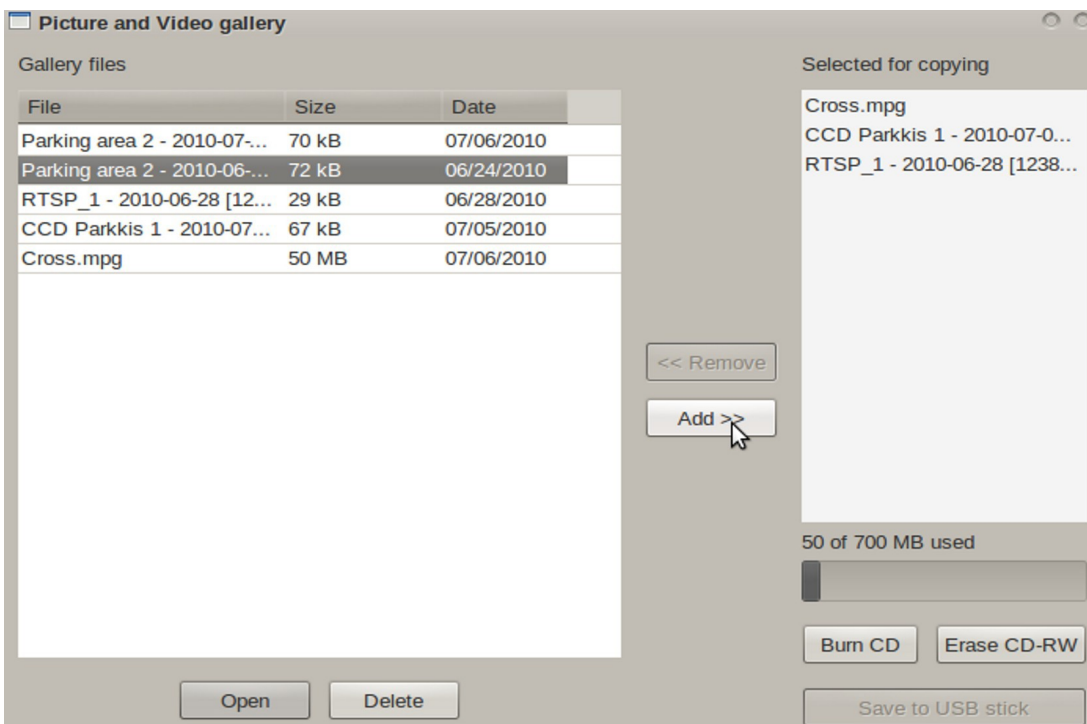 Picture and Video gallery
Gallery files
File Size Date
Parking area 2 - 2010-07-... 70 kB 07/06/2010
Parking area 2 - 2010-06-... 72 kB 06/24/2010
RTSP_1 - 2010-06-28 [12... 29 kB 06/28/2010
CCD Parkkis 1 - 2010-07... 67 kB 07/05/2010
Cross.mpg 50 MB 07/06/2010
Open Delete
<< Remove
Add >>
Selected for copying
Cross.mpg
CCD Parkkis 1 - 2010-07-0...
RTSP_1 - 2010-06-28 [1238...
50 of 700 MB used
Burn CD Erase CD-RW
Save to USB stick